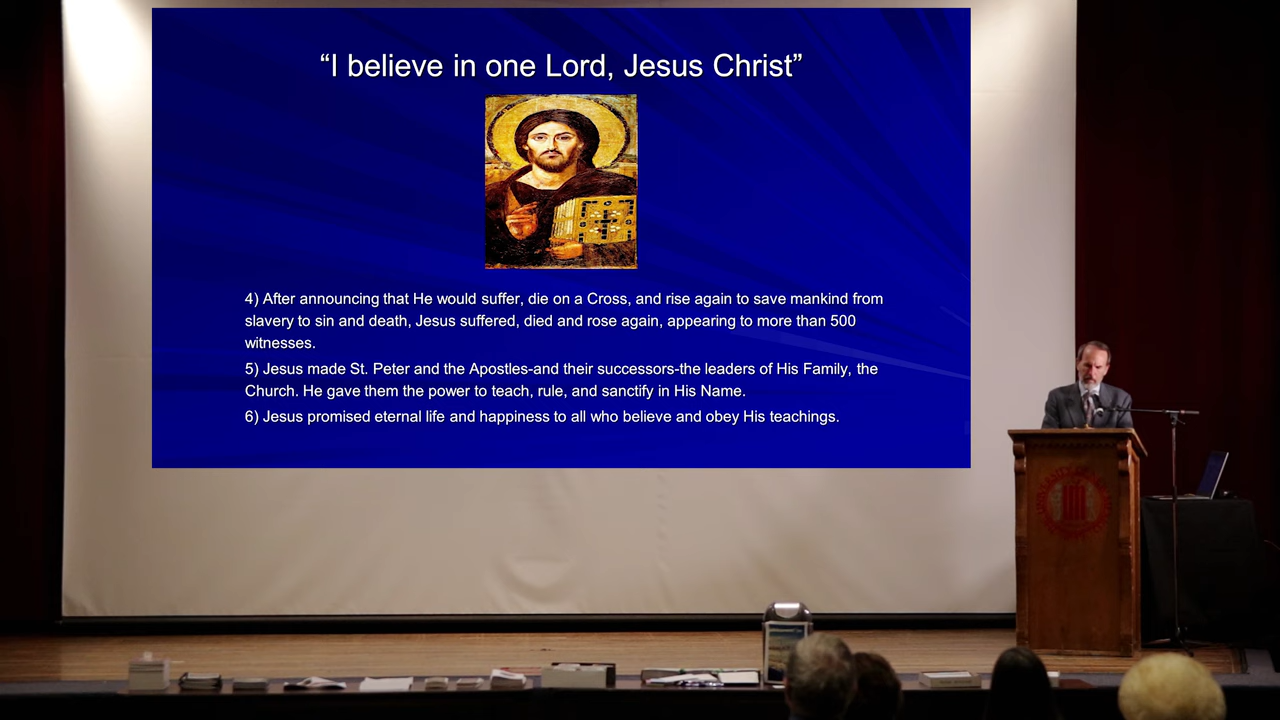 “I believe in one Lord, Jesus Christ”
4) After announcing that He would suffer, die on a Cross, and rise again to save mankind from
slavery to sin and death, Jesus suffered, died and rose again, appearing to more than 500
witnesses.
5) Jesus made St. Peter and the Apostles-and their successors-the leaders of His Family, the
Church. He gave them the power to teach, rule, and sanctify in His Name.
6) Jesus promised eternal life and happiness to all who believe and obey His teachings.